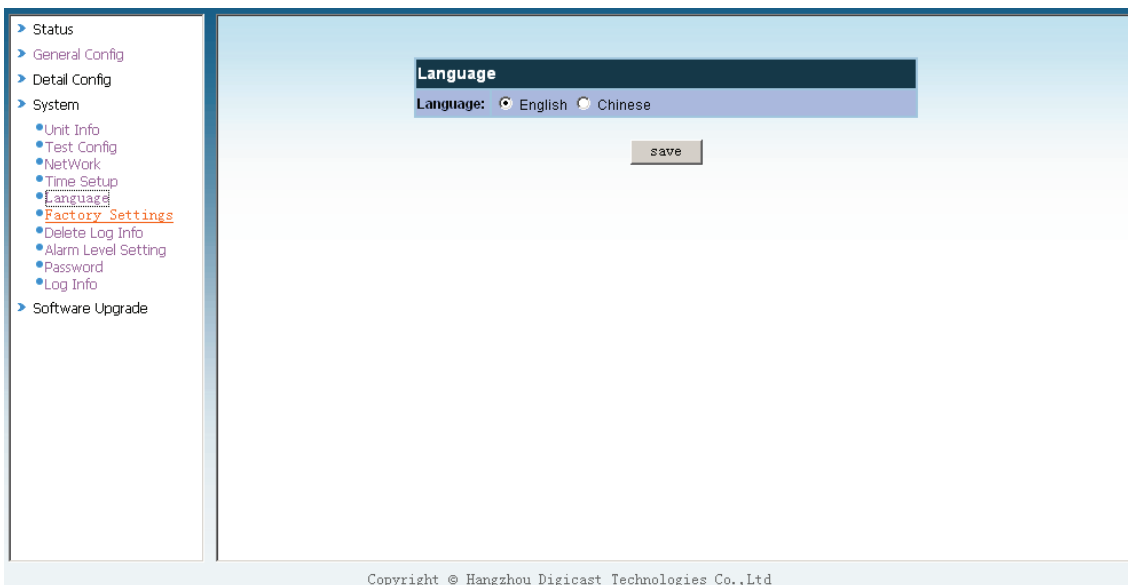 Status
General Config
Detail Config
System
Unit Info
Test Config
NetWork
Time Setup
Language
Factory Settings
Delete Log Info
Alarm Level Setting
Password
Log Info
Software Upgrade
Language
Language: English Chinese
save
Copyright © Hangzhou Digicast Technologies Co.,Ltd